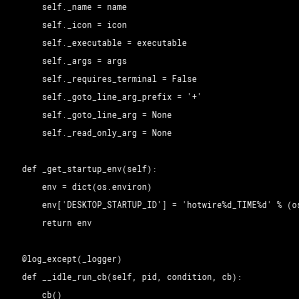 self._name = name
self._icon = icon
self._executable = executable
self._args = args
self._requires_terminal = False
self._goto_line_arg_prefix = '+'
self._goto_line_arg = None
self._read_only_arg = None
def _get_startup_env(self):
env = dict(os.environ)
env['DESKTOP_STARTUP_ID'] = 'hotwire%d_TIME%d' % (os
return env
@log_except(_logger)
def __idle_run_cb(self, pid, condition, cb):
cb()